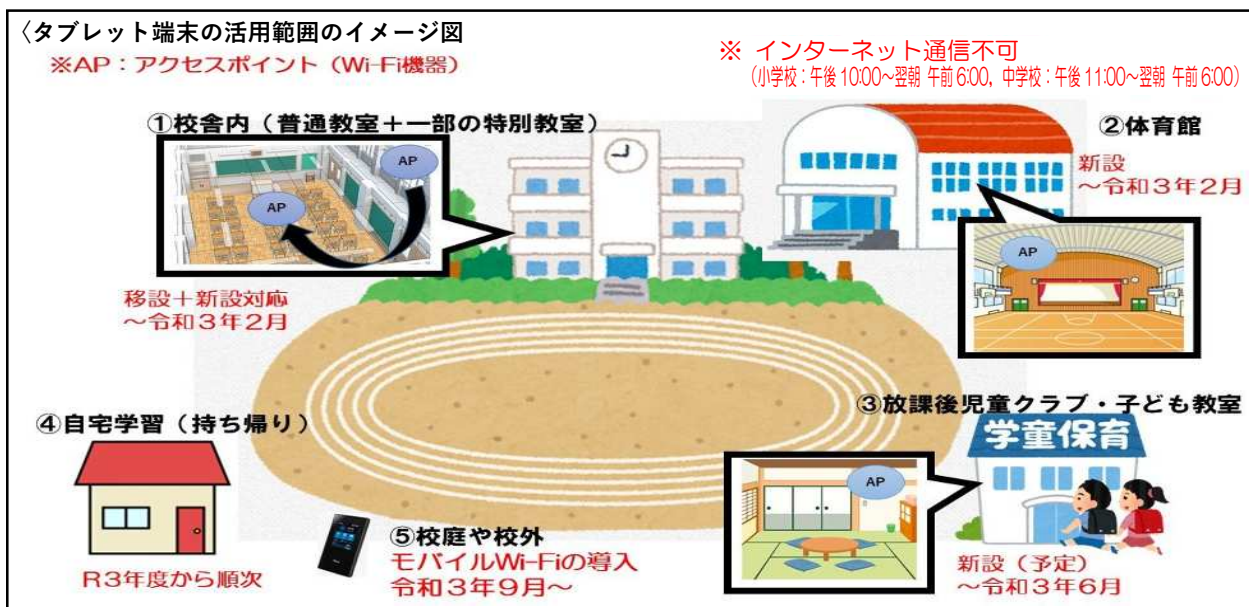 〈タブレット端末の活用範囲のイメージ図
※AP：アクセスポイント（Wi-Fi機器）
※ インターネット通信不可
（小学校：午後10:00～翌朝 午前6:00，中学校：午後11:00～翌朝 午前6:00）
①校舎内（普通教室＋一部の特別教室）
AP
AP
移設＋新設対応
～令和３年２月
②体育館
新設
～令和３年２月
AP
③放課後児童クラブ・子ども教室
学童保育
AP
新設（予定）
～令和３年６月
④自宅学習（持ち帰り）
R３年度から順次
⑤校庭や校外
モバイルWi-Fiの導入
令和３年９月～